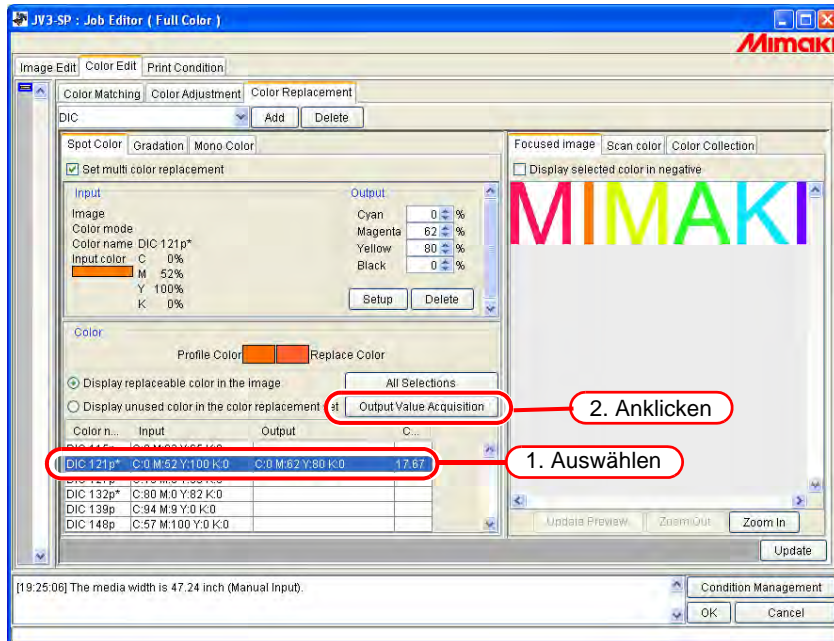 JV3-SP : Job Editor ( Full Color )
Mimaki
Image Edit Color Edit Print Condition
Color Matching Color Adjustment Color Replacement
DIC Add Delete
Spot Color Gradation Mono Color
Set multi color replacement
Input
Image
Color mode
Color name DIC 121p*
Input color C 0%
M 52%
Y 100%
K 0%
Output
Cyan 0 %
Magenta 62 %
Yellow 80 %
Black 0 %
Setup Delete
Color
Profile Color Replace Color
Display replaceable color in the image All Selections
Display unused color in the color replacement Output Value Acquisition
2. Anklicken
Color n... Input Output C...
DIC 121p* C:0 M:52 Y:100 K:0 C:0 M:62 Y:80 K:0 17.67
1. Auswählen
DIC 132p* C:80 M:0 Y:82 K:0
DIC 139p C:94 M:9 Y:0 K:0
DIC 148p C:57 M:100 Y:0 K:0
Focused image Scan color Color Collection
Display selected color in negative
MIMAKI
Update Preview Zoom Out Zoom In
Update
[19:25:06] The media width is 47.24 inch (Manual Input).
Condition Management
OK Cancel